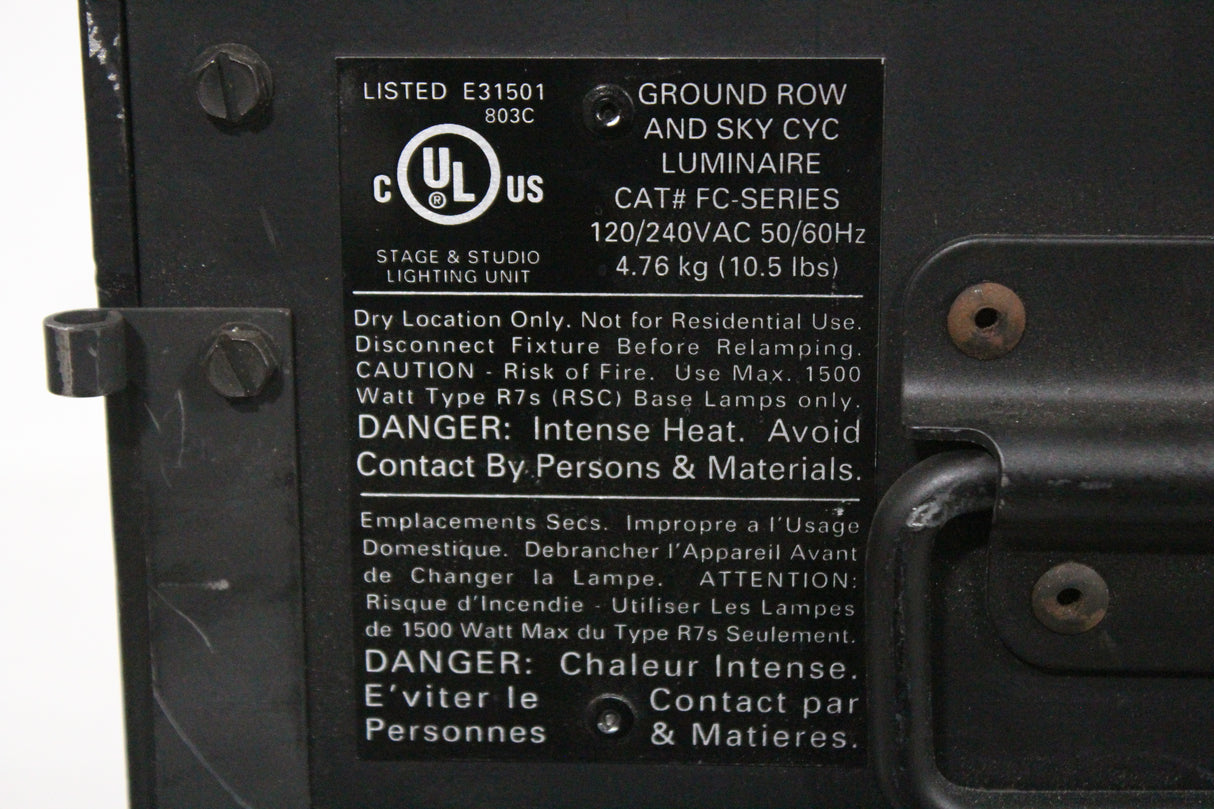 LISTED E31501
803C
C UL ® US
STAGE & STUDIO
LIGHTING UNIT
GROUND ROW
AND SKY CYC
LUMINAIRE
CAT# FC-SERIES
120/240VAC 50/60Hz
4.76 kg (10.5 lbs)
Dry Location Only. Not for Residential Use.
Disconnect Fixture Before Relamping.
CAUTION - Risk of Fire. Use Max. 1500
Watt Type R7s (RSC) Base Lamps only.
DANGER: Intense Heat. Avoid
Contact By Persons & Materials.
Emplacements Secs. Impropre a l'Usage
Domestique. Debrancher l'Appareil Avant
de Changer la Lampe. ATTENTION:
Risque d'Incendie - Utiliser Les Lampes
de 1500 Watt Max du Type R7s Seulement.
DANGER: Chaleur Intense.
E'viter le Contact par
Personnes & Matieres.